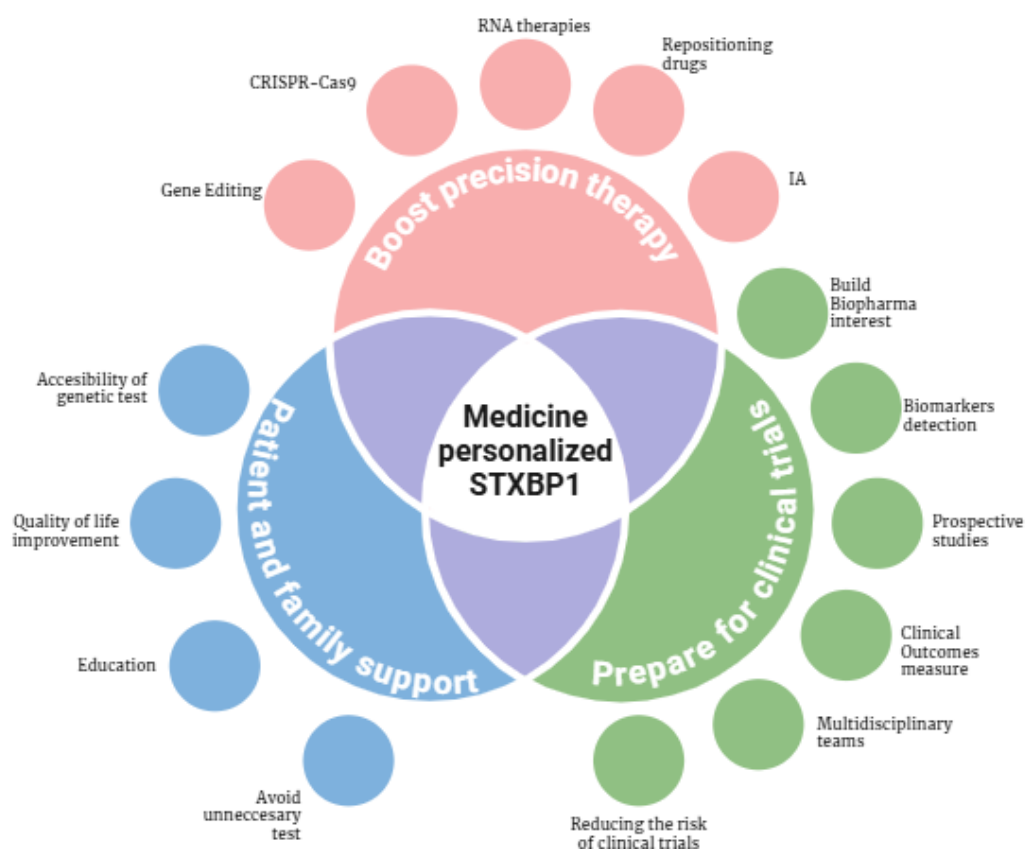 RNA therapies
Repositioning
drugs
CRISPR-Cas9
IA
Gene Editing
Boost precision therapy
Build
Biopharma
interest
Accesibility of
genetic test
Biomarkers
detection
Medicine
personalized
STXBP1
Patient and family support
Prepare for clinical trials
Quality of life
improvement
Prospective
studies
Education
Clinical
Outcomes
measure
Multidisciplinary
teams
Avoid
unneccesary
test
Reducing the risk
of clinical trials